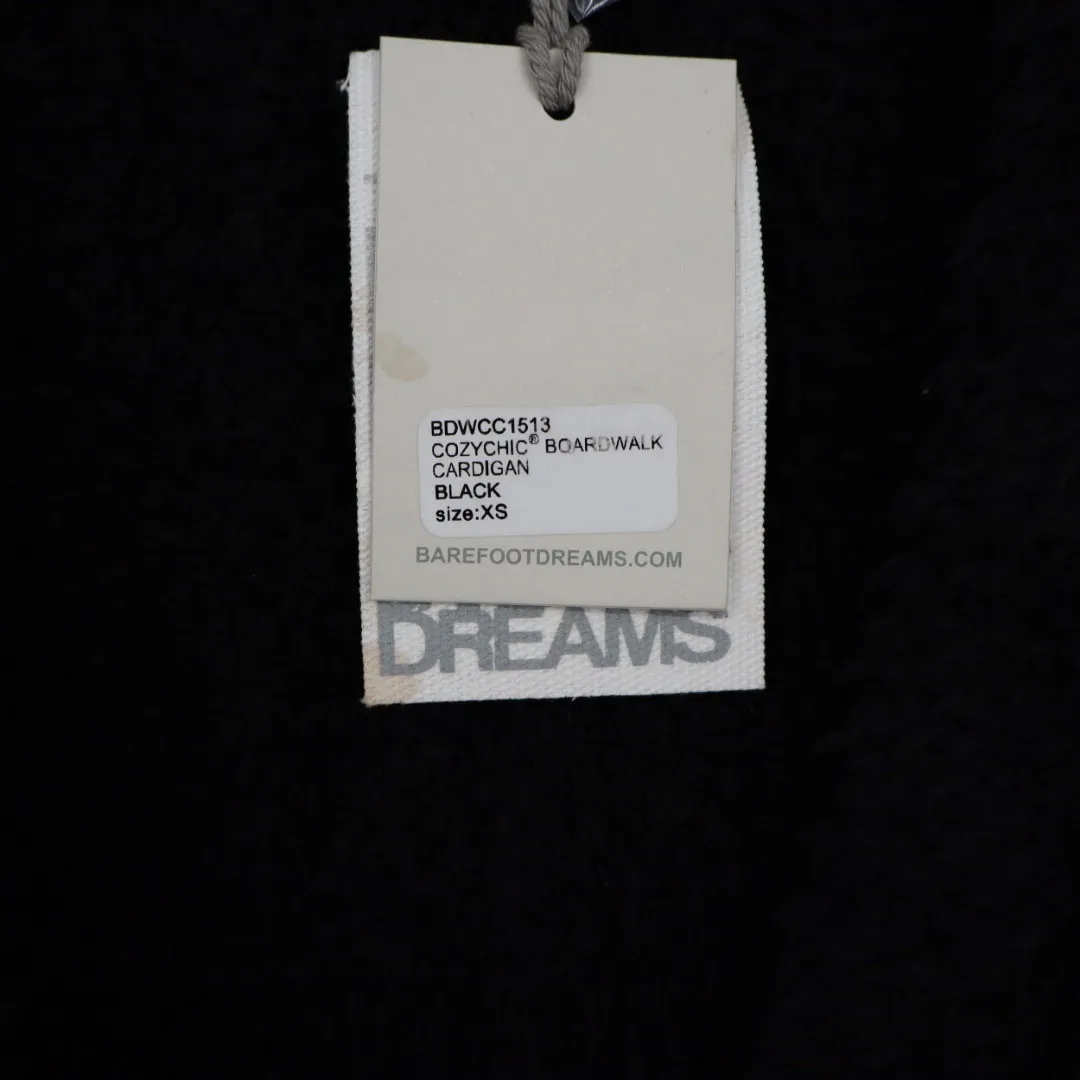 BDWCC1513
COZYCHIC® BOARDWALK
CARDIGAN
BLACK
size:XS
BAREFOOTDREAMS.COM
DREAMS